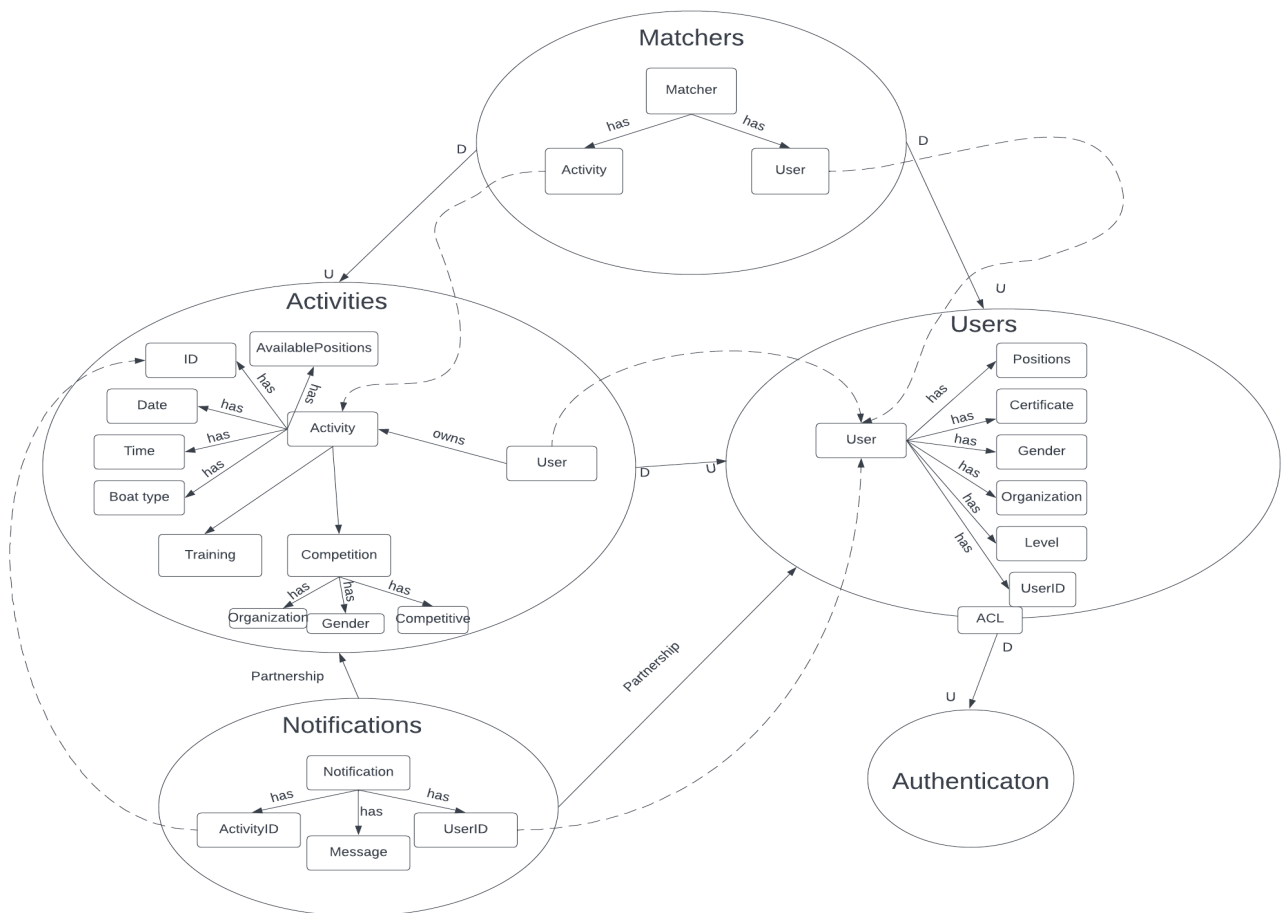 Matchers
Matcher
has
has
Activity
User
D
D
U
U
Activities
ID
AvailablePositions
Date
Time
Boat type
has
has
has
has
has
Activity
owns
User
Training
Competition
has
has
has
Organization
Gender
Competitive
D
U
Users
User
has
has
has
has
has
has
Positions
Certificate
Gender
Organization
Level
UserID
ACL
D
U
Authenticaton
Partnership
Partnership
Notifications
Notification
has
has
has
ActivityID
Message
UserID